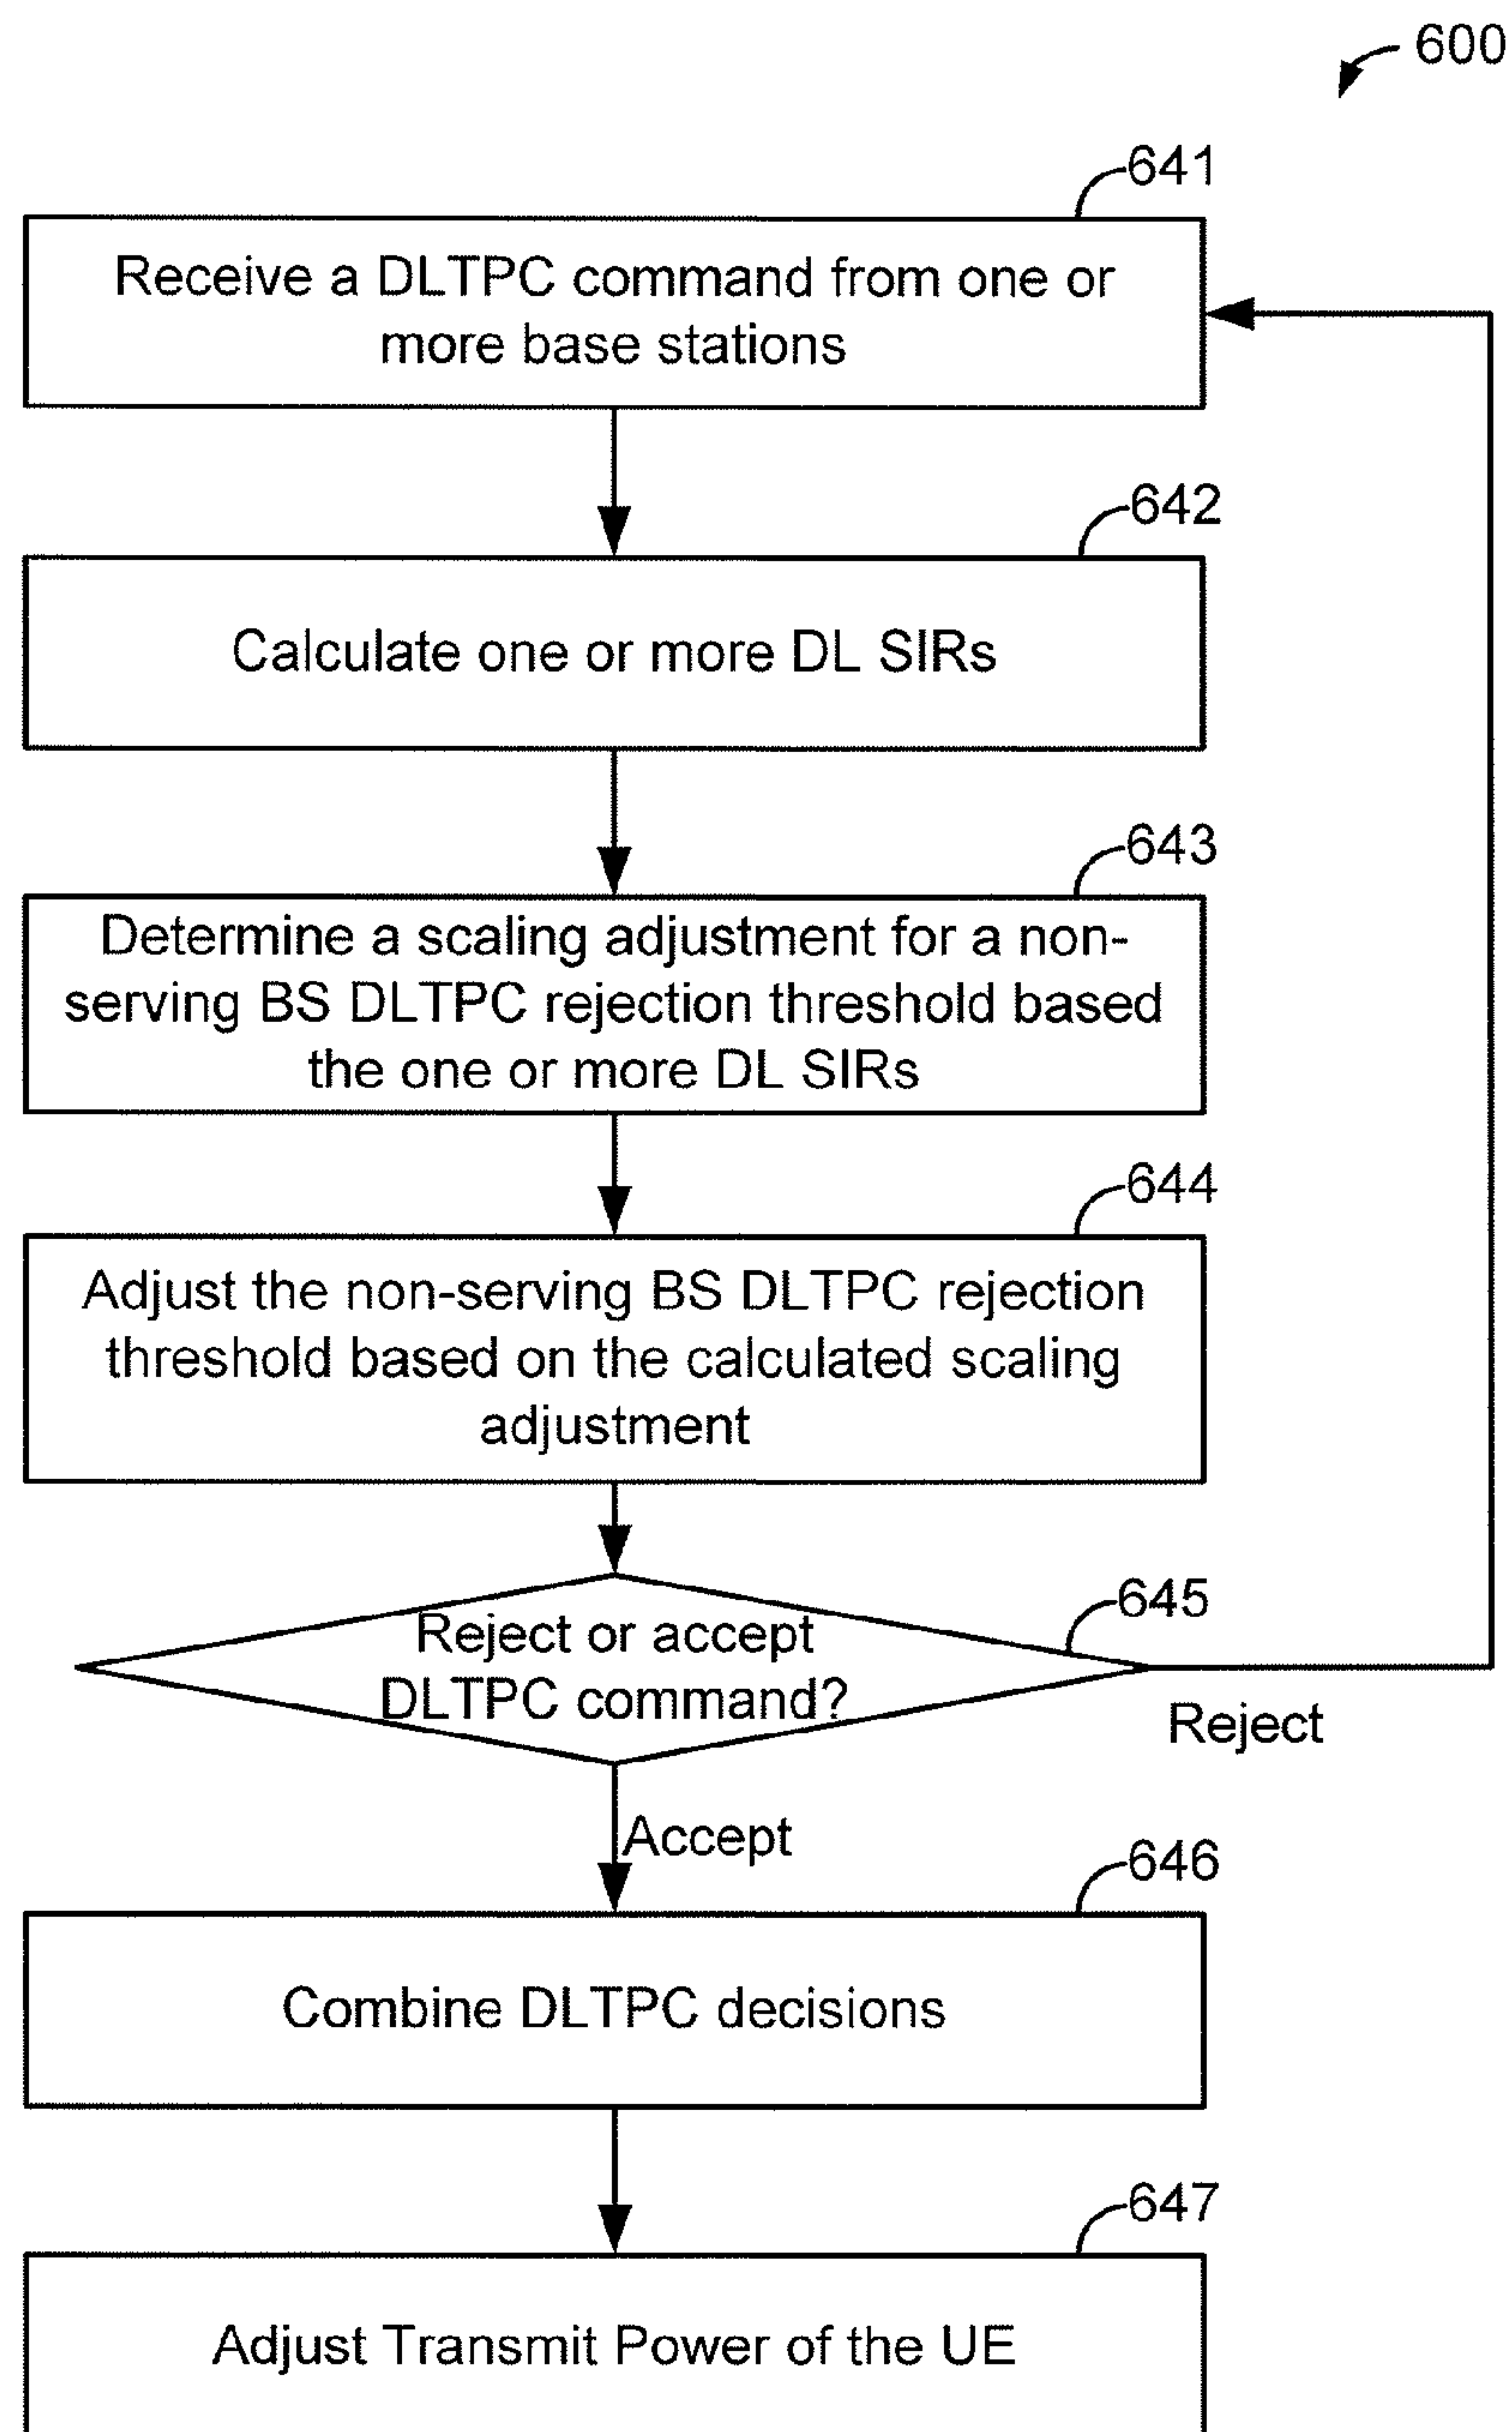 600
641
Receive a DLTPC command from one or
more base stations
642
Calculate one or more DL SIRs
643
Determine a scaling adjustment for a non-
serving BS DLTPC rejection threshold based
the one or more DL SIRs
644
Adjust the non-serving BS DLTPC rejection
threshold based on the calculated scaling
adjustment
645
Reject or accept
DLTPC command?
Reject
Accept
646
Combine DLTPC decisions
647
Adjust Transmit Power of the UE